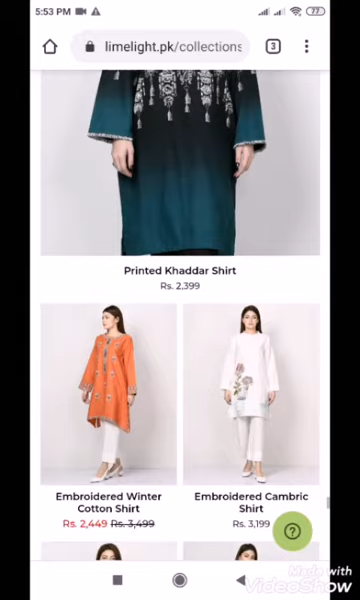 5:53 PM
77
limelight.pk/collections
3
Printed Khaddar Shirt
Rs. 2,399
Embroidered Winter
Cotton Shirt
Rs. 2,449 Rs. 3,499
Embroidered Cambric
Shirt
Rs. 3,199
?
Made with
VideoShow